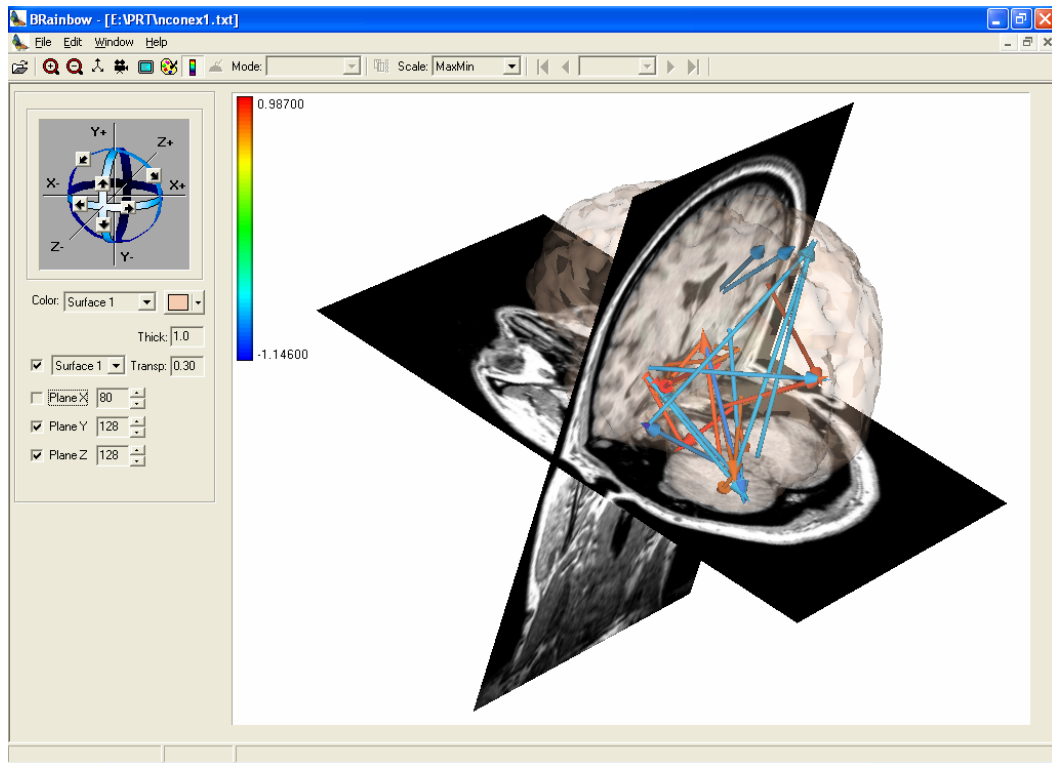 BRainbow - [E:\PRT\nconex1.txt]
File Edit Window Help
Mode: Scale: MaxMin
0.98700
-1.14600
Y+
Z+
X-
X+
Z-
Y-
Color: Surface 1
Thick: 1.0
Surface 1 Transp: 0.30
Plane X 80
Plane Y 128
Plane Z 128